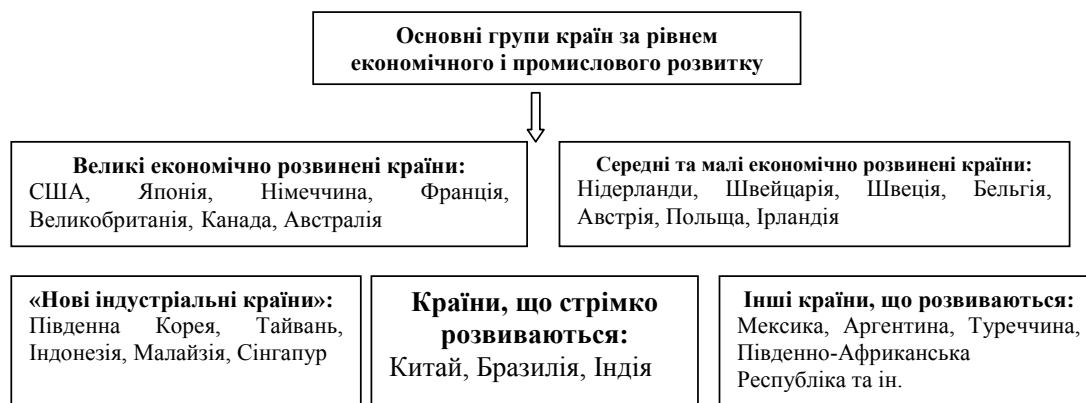 Основні групи країн за рівнем
економічного і промислового розвитку
Великі економічно розвинені країни:
США, Японія, Німеччина, Франція,
Великобританія, Канада, Австралія
Середні та малі економічно розвинені країни:
Нідерланди, Швейцарія, Швеція, Бельгія,
Австрія, Польща, Ірландія
«Нові індустріальні країни»:
Південна Корея, Тайвань,
Індонезія, Малайзія, Сінгапур
Країни, що стрімко
розвиваються:
Китай, Бразилія, Індія
Інші країни, що розвиваються:
Мексика, Аргентина, Туреччина,
Південно-Африканська
Республіка та ін.